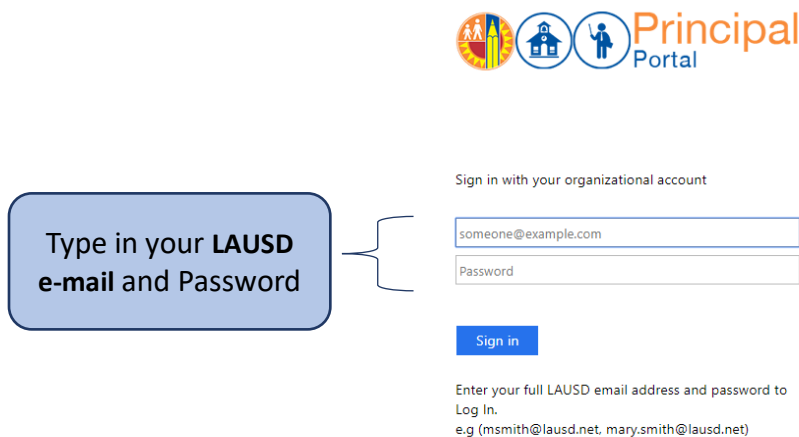 Principal
Portal
Sign in with your organizational account
Type in your LAUSD
e-mail and Password
someone@example.com
Password
Sign in
Enter your full LAUSD email address and password to
Log In.
e.g (msmith@lausd.net, mary.smith@lausd.net)